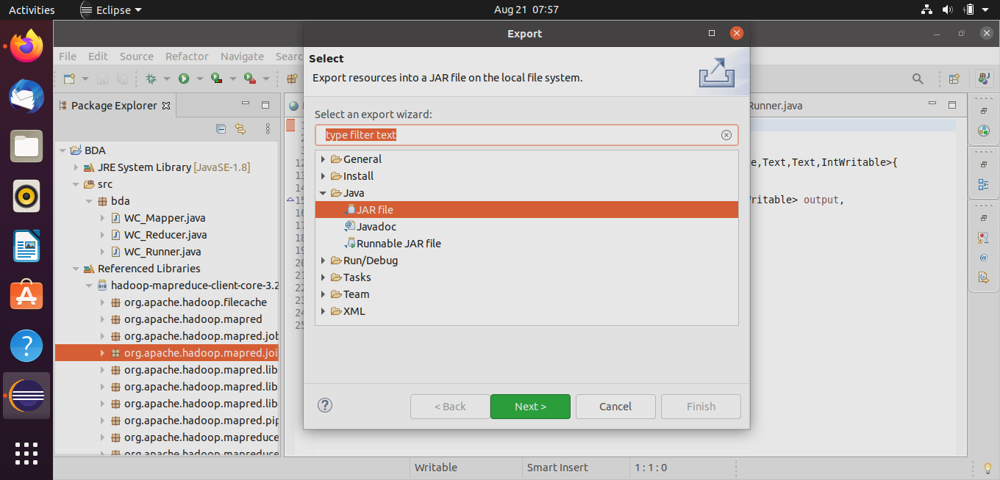 Activities Eclipse Aug 21 07:57
Export
File Edit Source Refactor Navigate Searc
Select
Export resources into a JAR file on the local file system.
Package Explorer
Runner.java
Select an export wizard:
type filter text
General
Install
Java
JAR file
Javadoc
Runnable JAR file
Run/Debug
Tasks
Team
XML
< Back Next > Cancel Finish
BDA
JRE System Library [JavaSE-1.8]
src
bda
WC_Mapper.java
WC_Reducer.java
WC_Runner.java
Referenced Libraries
hadoop-mapreduce-client-core-3.2
org.apache.hadoop.filecache
org.apache.hadoop.mapred
org.apache.hadoop.mapred.job
org.apache.hadoop.mapred.joi
org.apache.hadoop.mapred.lib
org.apache.hadoop.mapred.lib
org.apache.hadoop.mapred.lib
org.apache.hadoop.mapred.pip
org.apache.hadoop.mapreduce
org.apache.hadoop.mapreduce
e,Text,Text,IntWritable>{
ritable> output,
12
13
14
15
16
17
18
19
20
21
22
23
24
25
Writable Smart Insert 1 : 1 : 0